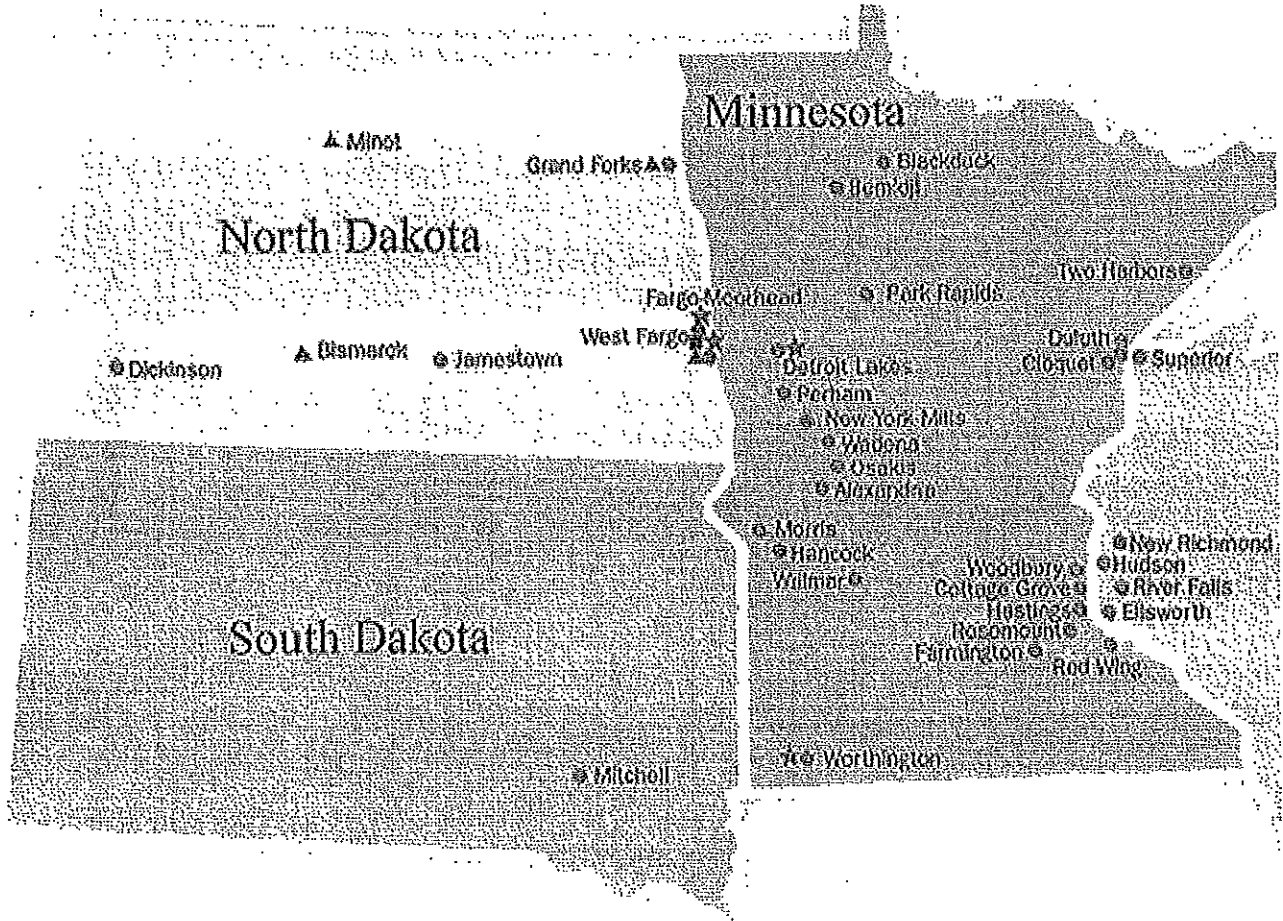 Minnesota
Minot
Grand Forks
Blackduck
Bemidji
North Dakota
Two Harbors
Park Rapids
Fargo Moorhead
West Fargo
Duluth
Bismarck
Jamestown
Dickinson
Detroit Lakes
Cloquet
Superior
Perham
New York Mills
Wadena
Osakis
Alexandria
Morris
Hancock
Willmar
New Richmond
Woodbury
Hudson
Cottage Grove
River Falls
Hastings
Ellsworth
South Dakota
Rosemount
Farmington
Red Wing
Worthington
Mitchell